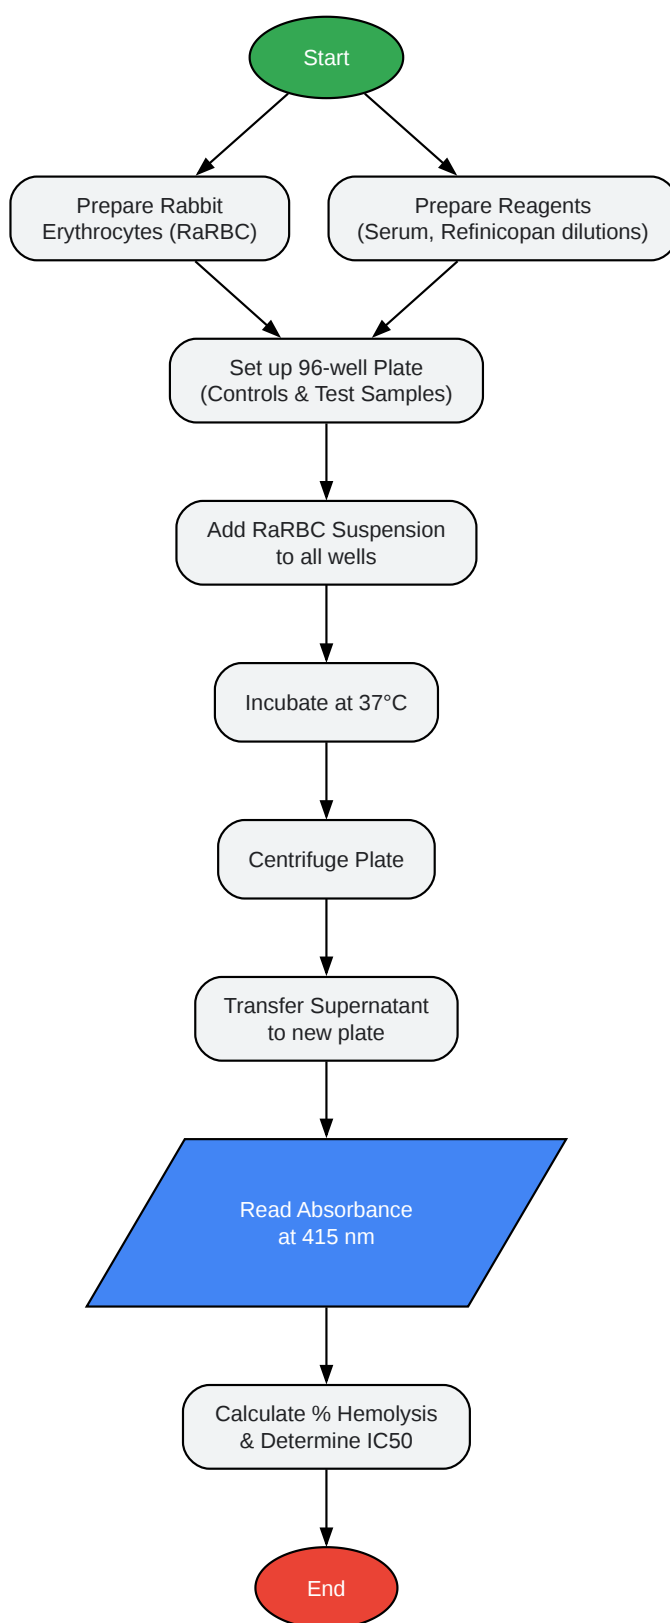 Start
Prepare Rabbit
Erythrocytes (RaRBC)
Prepare Reagents
(Serum, Refinicopan dilutions)
Set up 96-well Plate
(Controls & Test Samples)
Add RaRBC Suspension
to all wells
Incubate at 37°C
Centrifuge Plate
Transfer Supernatant
to new plate
Read Absorbance
at 415 nm
Calculate % Hemolysis
& Determine IC50
End